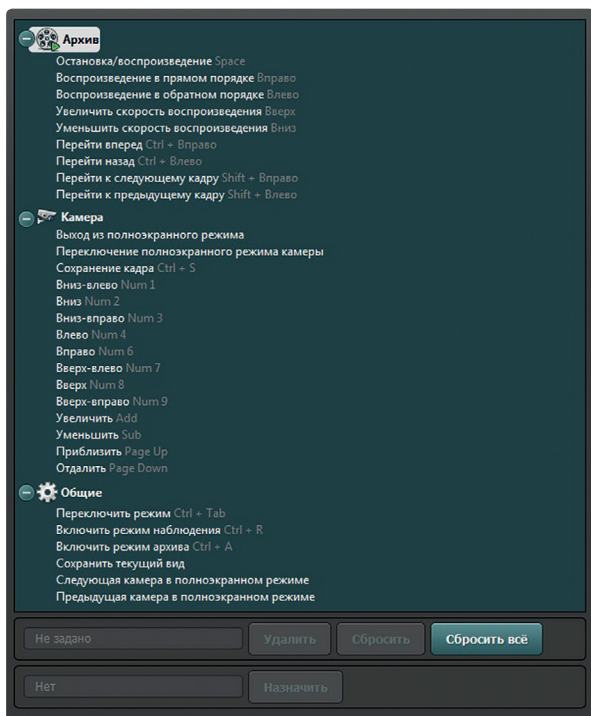 Архив
Остановка/воспроизведение Space
Воспроизведение в прямом порядке Вправо
Воспроизведение в обратном порядке Влево
Увеличить скорость воспроизведения Вверх
Уменьшить скорость воспроизведения Вниз
Перейти вперед Ctrl + Вправо
Перейти назад Ctrl + Влево
Перейти к следующему кадру Shift + Вправо
Перейти к предыдущему кадру Shift + Влево
Камера
Выход из полноэкранного режима
Переключение полноэкранного режима камеры
Сохранение кадра Ctrl + S
Вниз-влево Num 1
Вниз Num 2
Вниз-вправо Num 3
Влево Num 4
Вправо Num 6
Вверх-влево Num 7
Вверх Num 8
Вверх-вправо Num 9
Увеличить Add
Уменьшить Sub
Приблизить Page Up
Отдалить Page Down
Общие
Переключить режим Ctrl + Tab
Включить режим наблюдения Ctrl + R
Включить режим архива Ctrl + A
Сохранить текущий вид
Следующая камера в полноэкранном режиме
Предыдущая камера в полноэкранном режиме
Не задано Удалить Сбросить Сбросить всё
Нет Назначить